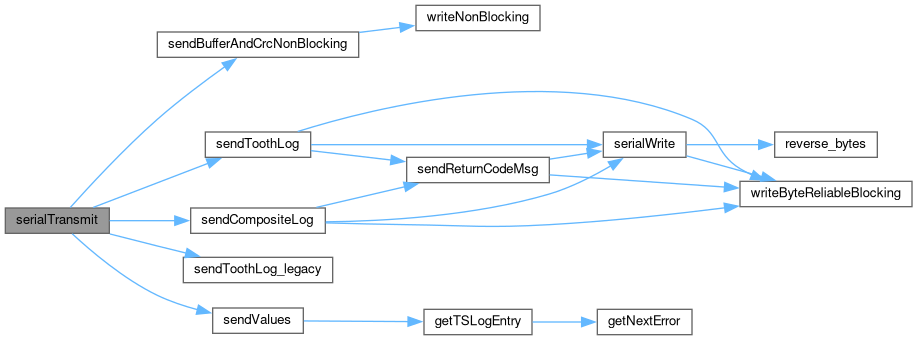 writeNonBlocking
sendBufferAndCrcNonBlocking
sendToothLog
serialWrite
reverse_bytes
sendReturnCodeMsg
writeByteReliableBlocking
serialTransmit
sendCompositeLog
sendToothLog_legacy
sendValues
getTSLogEntry
getNextError